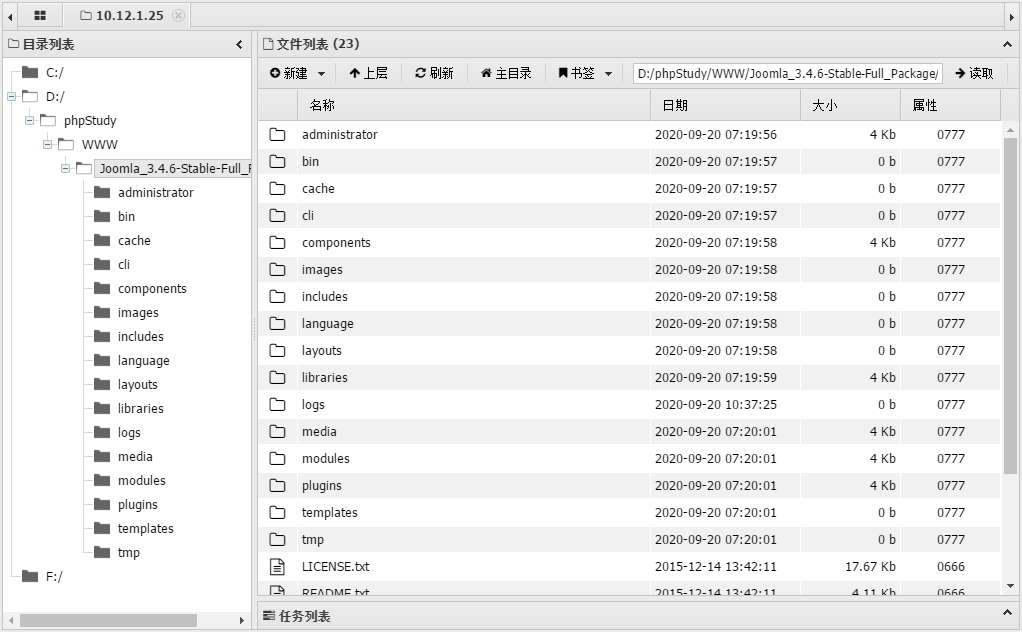 10.12.1.25
目录列表
C:/
D:/
phpStudy
WWW
Joomla_3.4.6-Stable-Full_
administrator
bin
cache
cli
components
images
includes
language
layouts
libraries
logs
media
modules
plugins
templates
tmp
F:/
文件列表 (23)
新建 上层 刷新 主目录 书签 D:/phpStudy/WWW/Joomla_3.4.6-Stable-Full_Package/ 读取
名称 日期 大小 属性
administrator 2020-09-20 07:19:56 4 Kb 0777
bin 2020-09-20 07:19:57 0 b 0777
cache 2020-09-20 07:19:57 0 b 0777
cli 2020-09-20 07:19:57 0 b 0777
components 2020-09-20 07:19:58 4 Kb 0777
images 2020-09-20 07:19:58 0 b 0777
includes 2020-09-20 07:19:58 0 b 0777
language 2020-09-20 07:19:58 0 b 0777
layouts 2020-09-20 07:19:58 0 b 0777
libraries 2020-09-20 07:19:59 4 Kb 0777
logs 2020-09-20 10:37:25 0 b 0777
media 2020-09-20 07:20:01 4 Kb 0777
modules 2020-09-20 07:20:01 4 Kb 0777
plugins 2020-09-20 07:20:01 4 Kb 0777
templates 2020-09-20 07:20:01 0 b 0777
tmp 2020-09-20 07:20:01 0 b 0777
LICENSE.txt 2015-12-14 13:42:11 17.67 Kb 0666
README.txt 2015-12-14 13:42:11 4.11 Kb 0666
任务列表